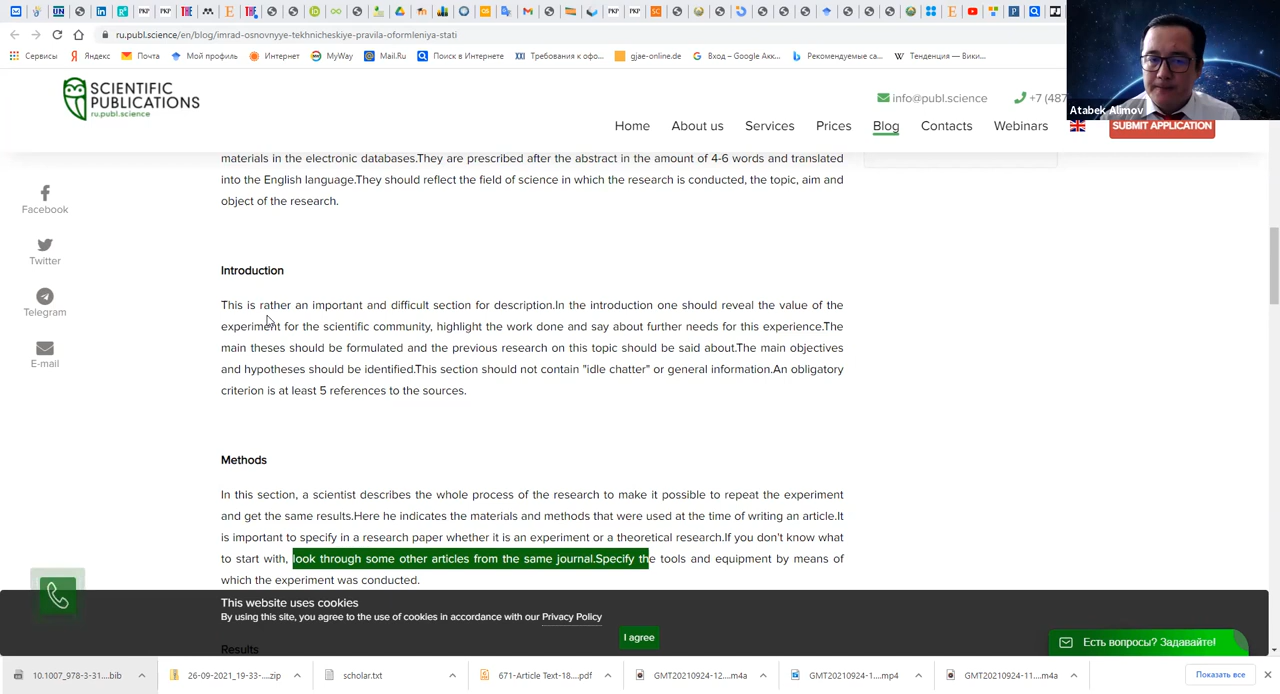 ru.publ.science/en/blog/imrad-osnovnyye-tekhnicheskiye-pravila-oformleniya-stati
Сервисы Яндекс Почта Мой профиль Интернет MyWay Mail.Ru Поиск в Интернете Требования к офо... gjae-online.de Вход – Google Акк... Рекомендуемые са... Тенденция — Вики...
SCIENTIFIC
PUBLICATIONS
ru.publ.science
info@publ.science +7 (487
Atabek Alimov
Home About us Services Prices Blog Contacts Webinars SUBMIT APPLICATION
materials in the electronic databases.They are prescribed after the abstract in the amount of 4-6 words and translated
into the English language.They should reflect the field of science in which the research is conducted, the topic, aim and
object of the research.
Facebook
Twitter
Telegram
E-mail
Introduction
This is rather an important and difficult section for description.In the introduction one should reveal the value of the
experiment for the scientific community, highlight the work done and say about further needs for this experience.The
main theses should be formulated and the previous research on this topic should be said about.The main objectives
and hypotheses should be identified.This section should not contain "idle chatter" or general information.An obligatory
criterion is at least 5 references to the sources.
Methods
In this section, a scientist describes the whole process of the research to make it possible to repeat the experiment
and get the same results.Here he indicates the materials and methods that were used at the time of writing an article.It
is important to specify in a research paper whether it is an experiment or a theoretical research.If you don't know what
to start with, look through some other articles from the same journal.Specify the tools and equipment by means of
which the experiment was conducted.
This website uses cookies
By using this site, you agree to the use of cookies in accordance with our Privacy Policy
I agree
Results
Есть вопросы? Задавайте!
10.1007_978-3-31....bib 26-09-2021_19-33-....zip scholar.txt 671-Article Text-18....pdf GMT20210924-12....m4a GMT20210924-1....mp4 GMT20210924-11....m4a Показать все